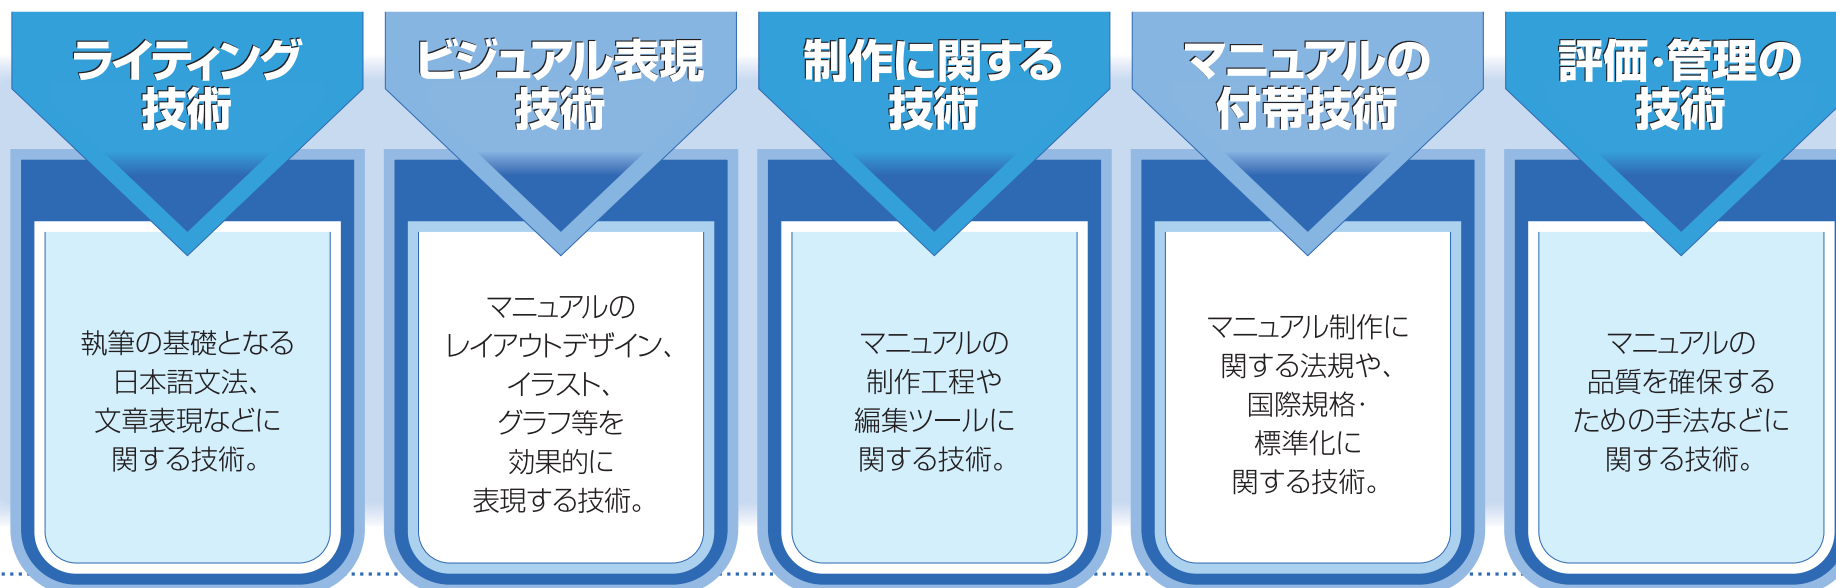 ライティング
技術
執筆の基礎となる
日本語文法、
文章表現などに
関する技術。
ビジュアル表現
技術
マニュアルの
レイアウトデザイン、
イラスト、
グラフ等を
効果的に
表現する技術。
制作に関する
技術
マニュアルの
制作工程や
編集ツールに
関する技術。
マニュアルの
付帯技術
マニュアル制作に
関する法規や、
国際規格・
標準化に
関する技術。
評価・管理の
技術
マニュアルの
品質を確保する
ための手法などに
関する技術。